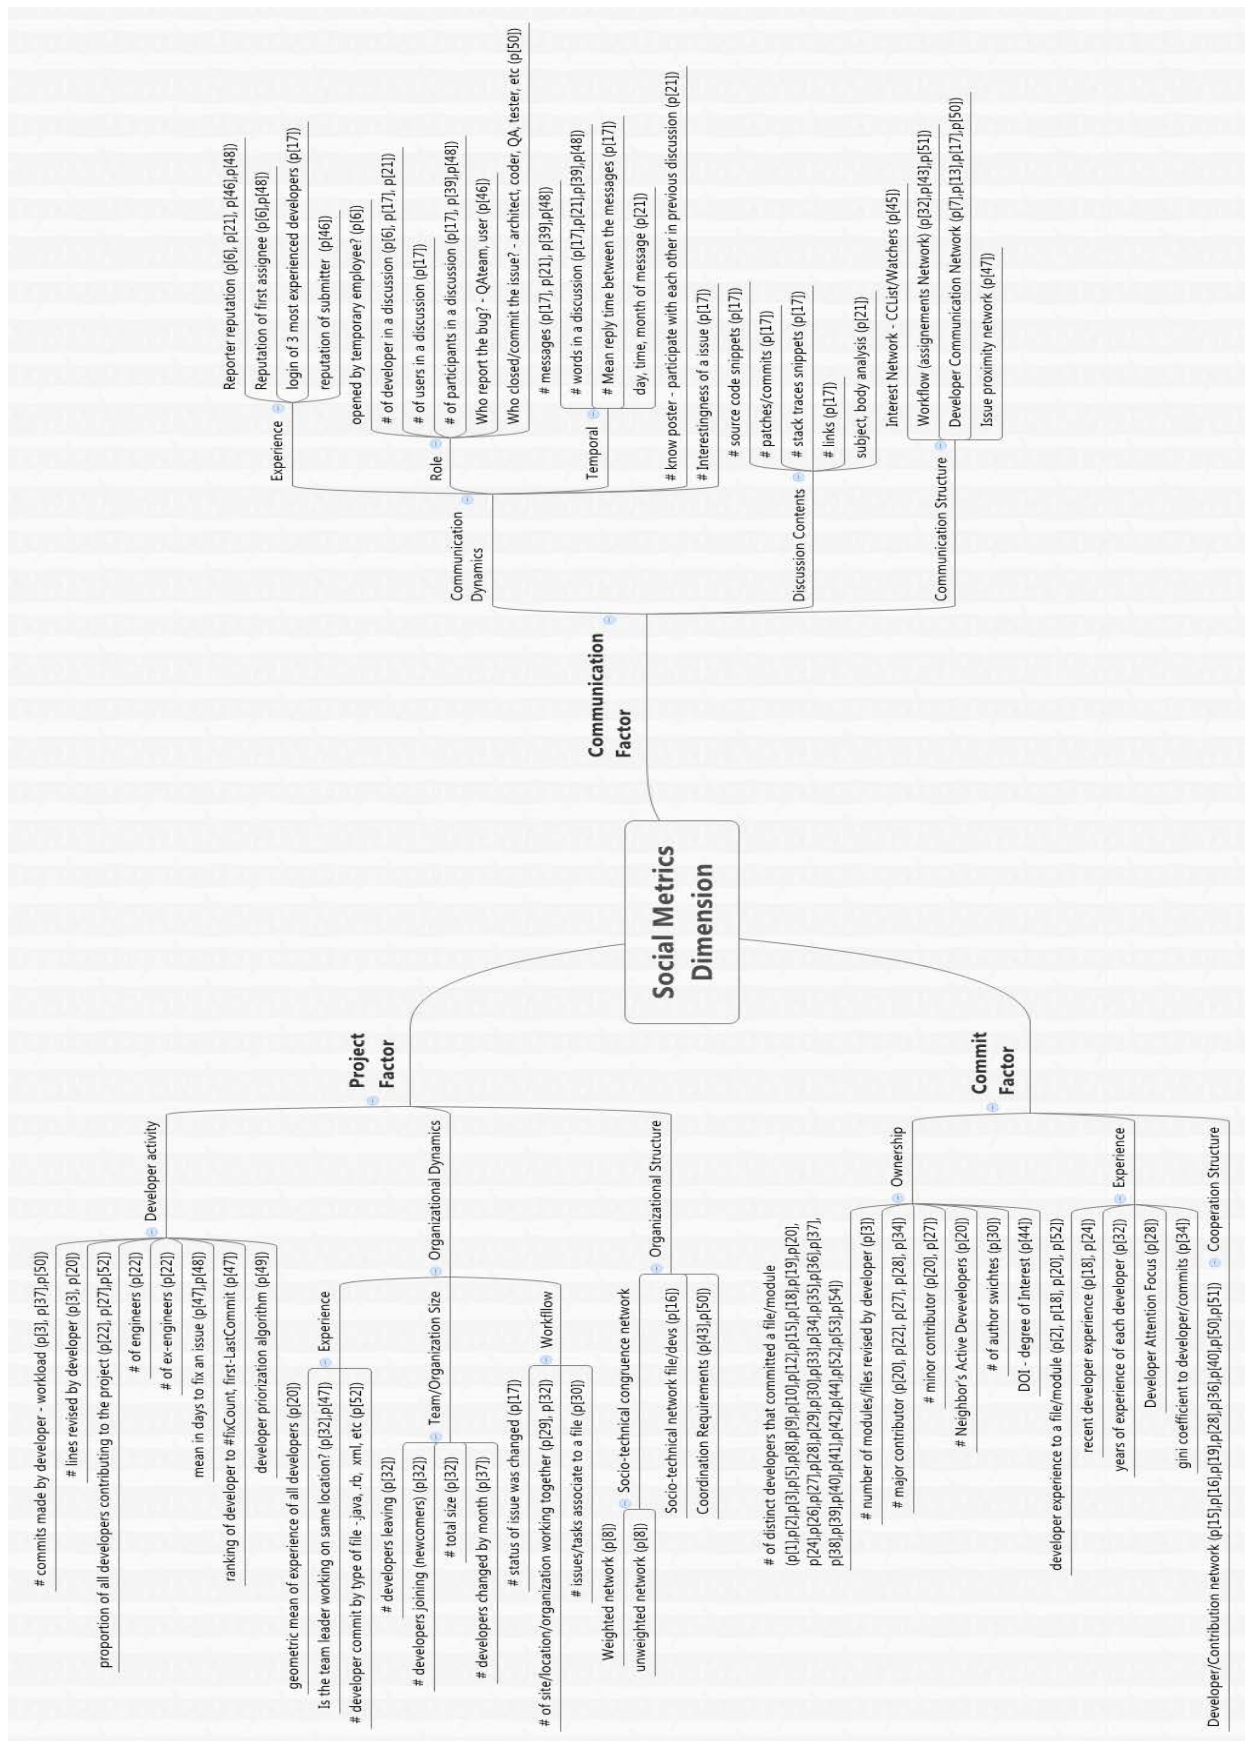 Social Metrics
Dimension
Project
Factor
Developer activity
# commits made by developer - workload (p[3], p[37],p[50])
# lines revised by developer (p[3], p[20])
proportion of all developers contributing to the project (p[22], p[27],p[52])
# of engineers (p[22])
# of ex-engineers (p[22])
mean in days to fix an issue (p[47],p[48])
ranking of developer to #fixCount, first-LastCommit (p[47])
developer priorization algorithm (p[49])
Organizational Dynamics
Experience
geometric mean of experience of all developers (p[20])
Is the team leader working on same location? (p[32],p[47])
# developer commit by type of file -java, .rb, xml, etc (p[52])
Team/Organization Size
# developers leaving (p[32])
# developers joining (newcomers) (p[32])
# total size (p[32])
# developers changed by month (p[37])
Workflow
# status of issue was changed (p[17])
# of site/location/organization working together (p[29], p[32])
# issues/tasks associate to a file (p[30])
Organizational Structure
Socio-technical congruence network
Weighted network (p[8])
unweighted network (p[8])
Socio-technical network file/devs (p[16])
Coordination Requirements (p[43],p[50])
Commit
Factor
Ownership
# of distinct developers that committed a file/module
(p[1],p[2],p[3],p[5],p[8],p[9],p[10],p[12],p[15],p[18],p[19],p[20],
p[24],p[26],p[27],p[28],p[29],p[30],p[33],p[34],p[35],p[36],p[37],
p[38],p[39],p[40],p[41],p[42],p[44],p[52],p[53],p[54])
# number of modules/files revised by developer (p[3])
# major contributor (p[20], p[22], p[27], p[28], p[34])
# minor contributor (p[20], p[27])
# Neighbor's Active Devevelopers (p[20])
# of author swichtes (p[30])
DOI - degree of Interest (p[44])
Experience
developer experience to a file/module (p[2], p[18], p[20], p[52])
recent developer experience (p[18], p[24])
years of experience of each developer (p[32])
Developer Attention Focus (p[28])
gini coefficient to developer/commits (p[34])
Cooperation Structure
Developer/Contribution network (p[15],p[16],p[19],p[28],p[36],p[40],p[50],p[51])
Communication
Factor
Communication
Dynamics
Experience
Reporter reputation (p[6], p[21], p[46],p[48])
Reputation of first assignee (p[6],p[48])
login of 3 most experienced developers (p[17])
reputation of submitter (p[46])
Role
opened by temporary employee? (p[6])
# of developer in a discussion (p[6], p[17], p[21])
# of users in a discussion (p[17])
# of participants in a discussion (p[17], p[39],p[48])
Who report the bug? - QAteam, user (p[46])
Who closed/commit the issue? - architect, coder, QA, tester, etc (p[50])
Temporal
# messages (p[17], p[21], p[39],p[48])
# words in a discussion (p[17],p[21],p[39],p[48])
# Mean reply time between the messages (p[17])
day, time, month of message (p[21])
# know poster - participate with each other in previous discussion (p[21])
# Interestingness of a issue (p[17])
Discussion Contents
# source code snippets (p[17])
# patches/commits (p[17])
# stack traces snippets (p[17])
# links (p[17])
subject, body analysis (p[21])
Communication Structure
Interest Network - CCList/Watchers (p[45])
Workflow (assignements Network) (p[32],p[43],p[51])
Developer Communication Network (p[7],p[13],p[17],p[50])
Issue proximity network (p[47])